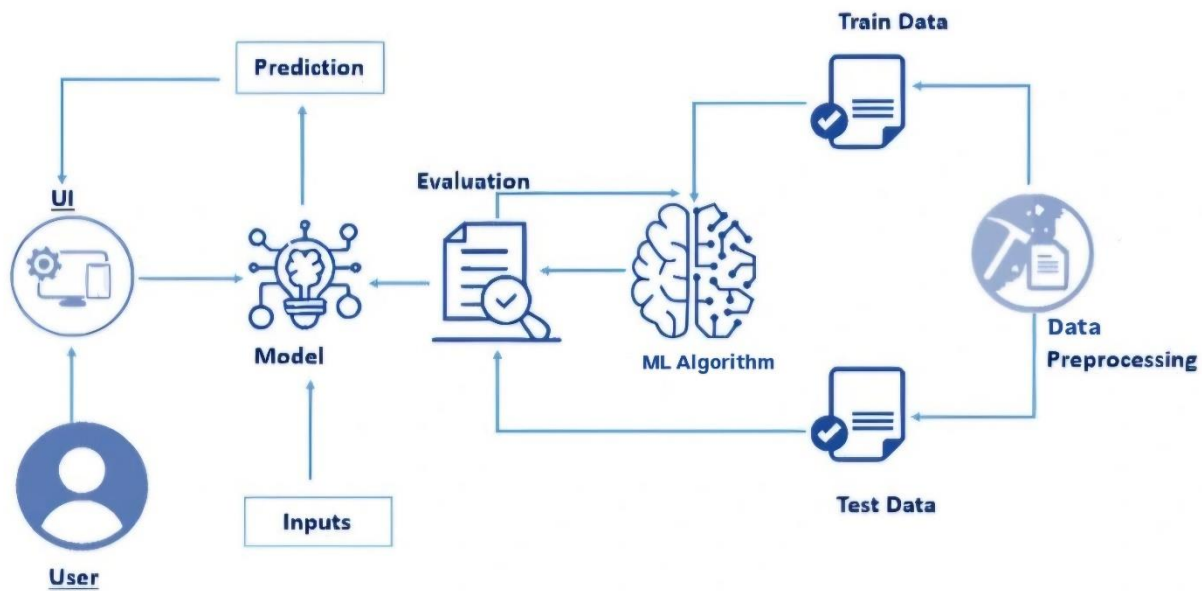 Train Data
Prediction
Evaluation
UI
Data
Preprocessing
Model
ML Algorithm
Inputs
Test Data
User